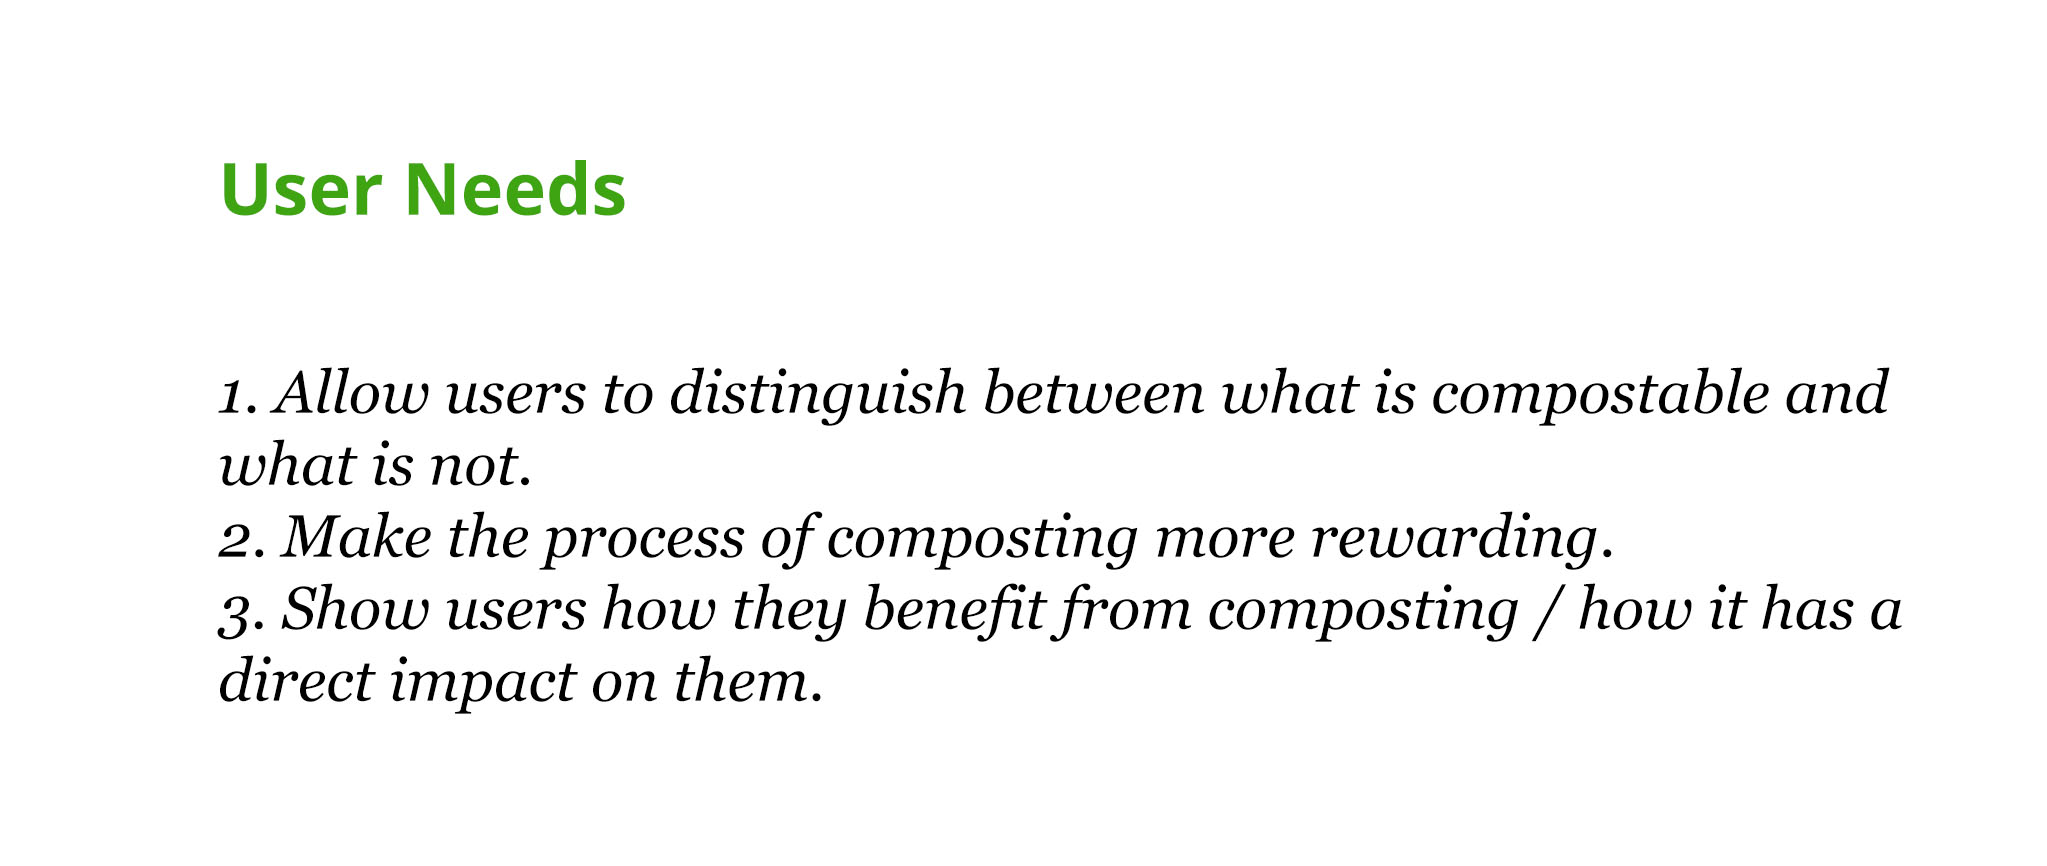 User Needs
1. Allow users to distinguish between what is compostable and
what is not.
2. Make the process of composting more rewarding.
3. Show users how they benefit from composting / how it has a
direct impact on them.